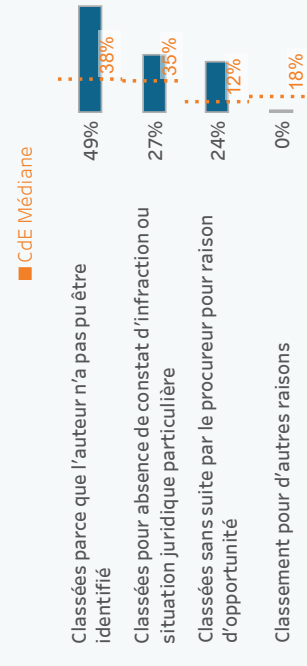 CdE Médiane
Classées parce que l'auteur n'a pas pu être
identifié
49%
38%
Classées pour absence de constat d'infraction ou
situation juridique particulière
27%
35%
Classées sans suite par le procureur pour raison
d'opportunité
24%
12%
Classement pour d'autres raisons
0%
18%